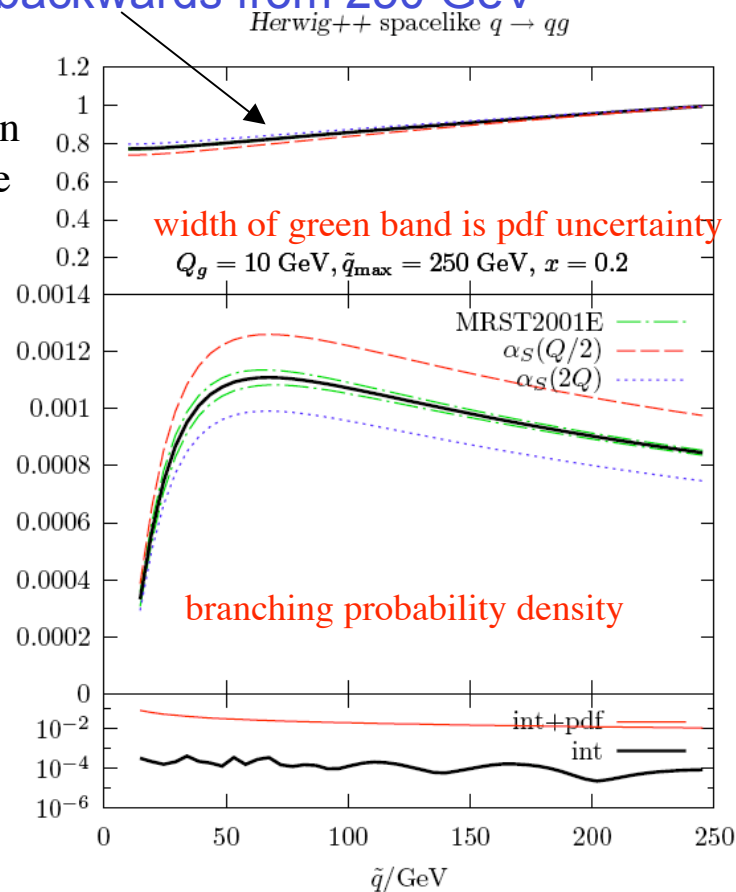 backwards from 250 GeV
Herwig++ spacelike q → qg
n
e
1.2
1
0.8
0.6
0.4
0.2
width of green band is pdf uncertainty
Q_g = 10 GeV, q̃_max = 250 GeV, x = 0.2
0.0014
0.0012
0.001
0.0008
0.0006
0.0004
0.0002
0
MRST2001E
α_S(Q/2)
α_S(2Q)
branching probability density
10^−2
10^−4
10^−6
int+pdf
int
0 50 100 150 200 250
q̃/GeV